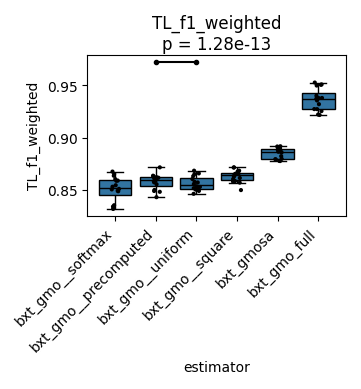 TL_f1_weighted
p = 1.28e-13
TL_f1_weighted
0.95
0.90
0.85
bxt_gmo__softmax
bxt_gmo__precomputed
bxt_gmo__uniform
bxt_gmo__square
bxt_gmosa
bxt_gmo_full
estimator